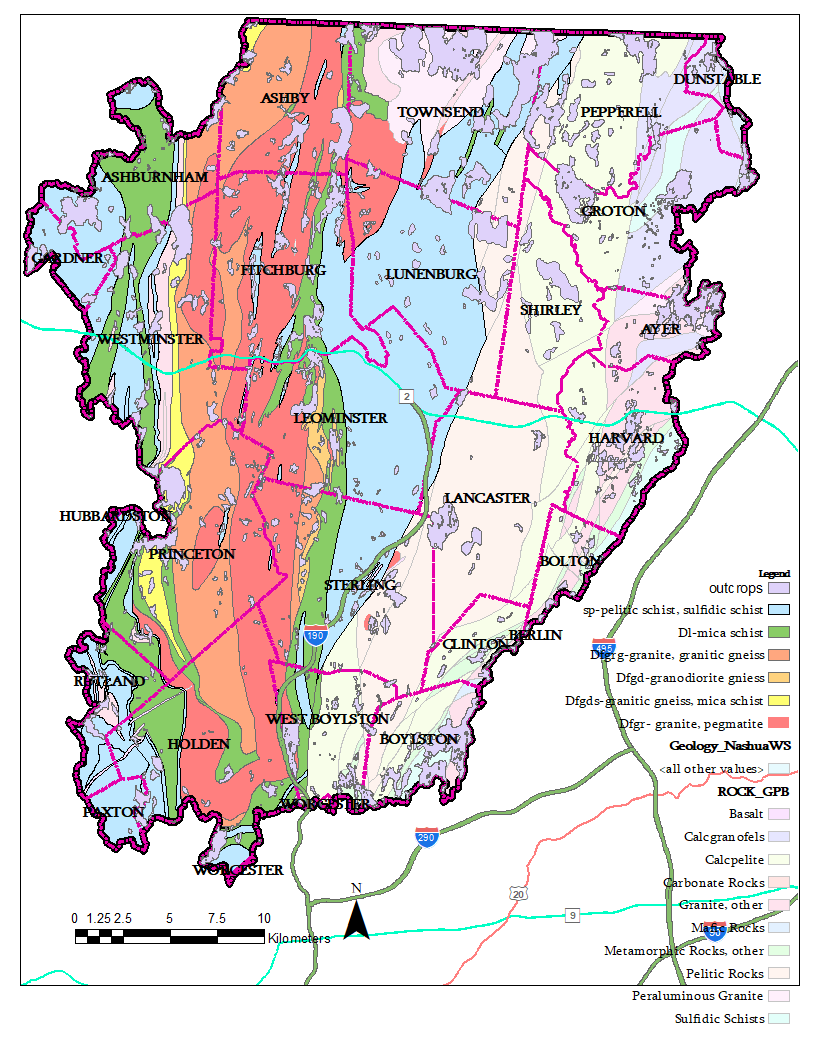 DUNSTABLE
ASHBY
TOWNSEND
PEPPERELL
ASHBURNHAM
GROTON
GARDNER
FITCHBURG
LUNENBURG
SHIRLEY
AYER
WESTMINSTER
2
LEOMINSTER
HARVARD
LANCASTER
HUBBARDSTON
PRINCETON
BOLTON
STERLING
190
BERLIN
CLINTON
495
RUTLAND
WEST BOYLSTON
BOYLSTON
HOLDEN
PAXTON
WORCESTER
290
WORCESTER
20
9
90
N
0 1.25 2.5 5 7.5 10
Kilometers
Legend
outcrops
sp-pelitic schist, sulfidic schist
Dl-mica schist
Dfgrg-granite, granitic gneiss
Dfgd-granodiorite gniess
Dfgds-granitic gneiss, mica schist
Dfgr- granite, pegmatite
Geology_NashuaWS
<all other values>
ROCK_GPB
Basalt
Calcgranofels
Calcpelite
Carbonate Rocks
Granite, other
Mafic Rocks
Metamorphic Rocks, other
Pelitic Rocks
Peraluminous Granite
Sulfidic Schists